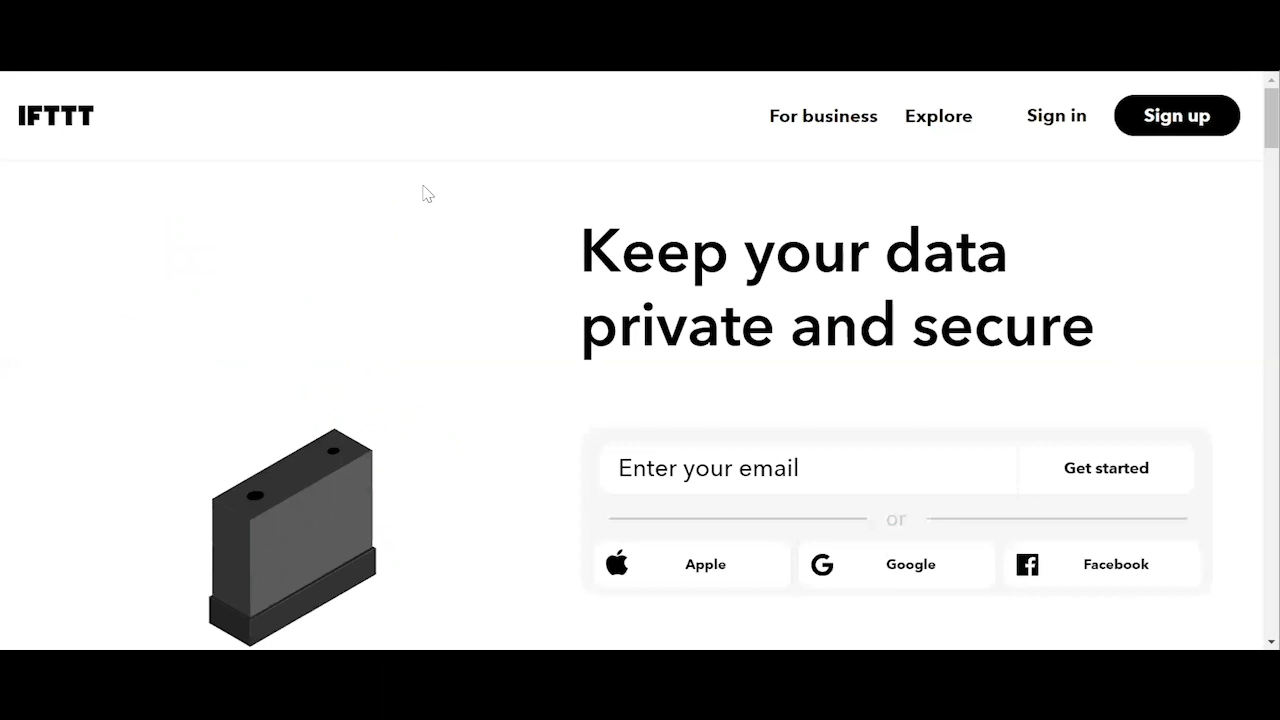 IFTTT
For business
Explore
Sign in
Sign up
Keep your data
private and secure
Enter your email
Get started
or
Apple
Google
Facebook